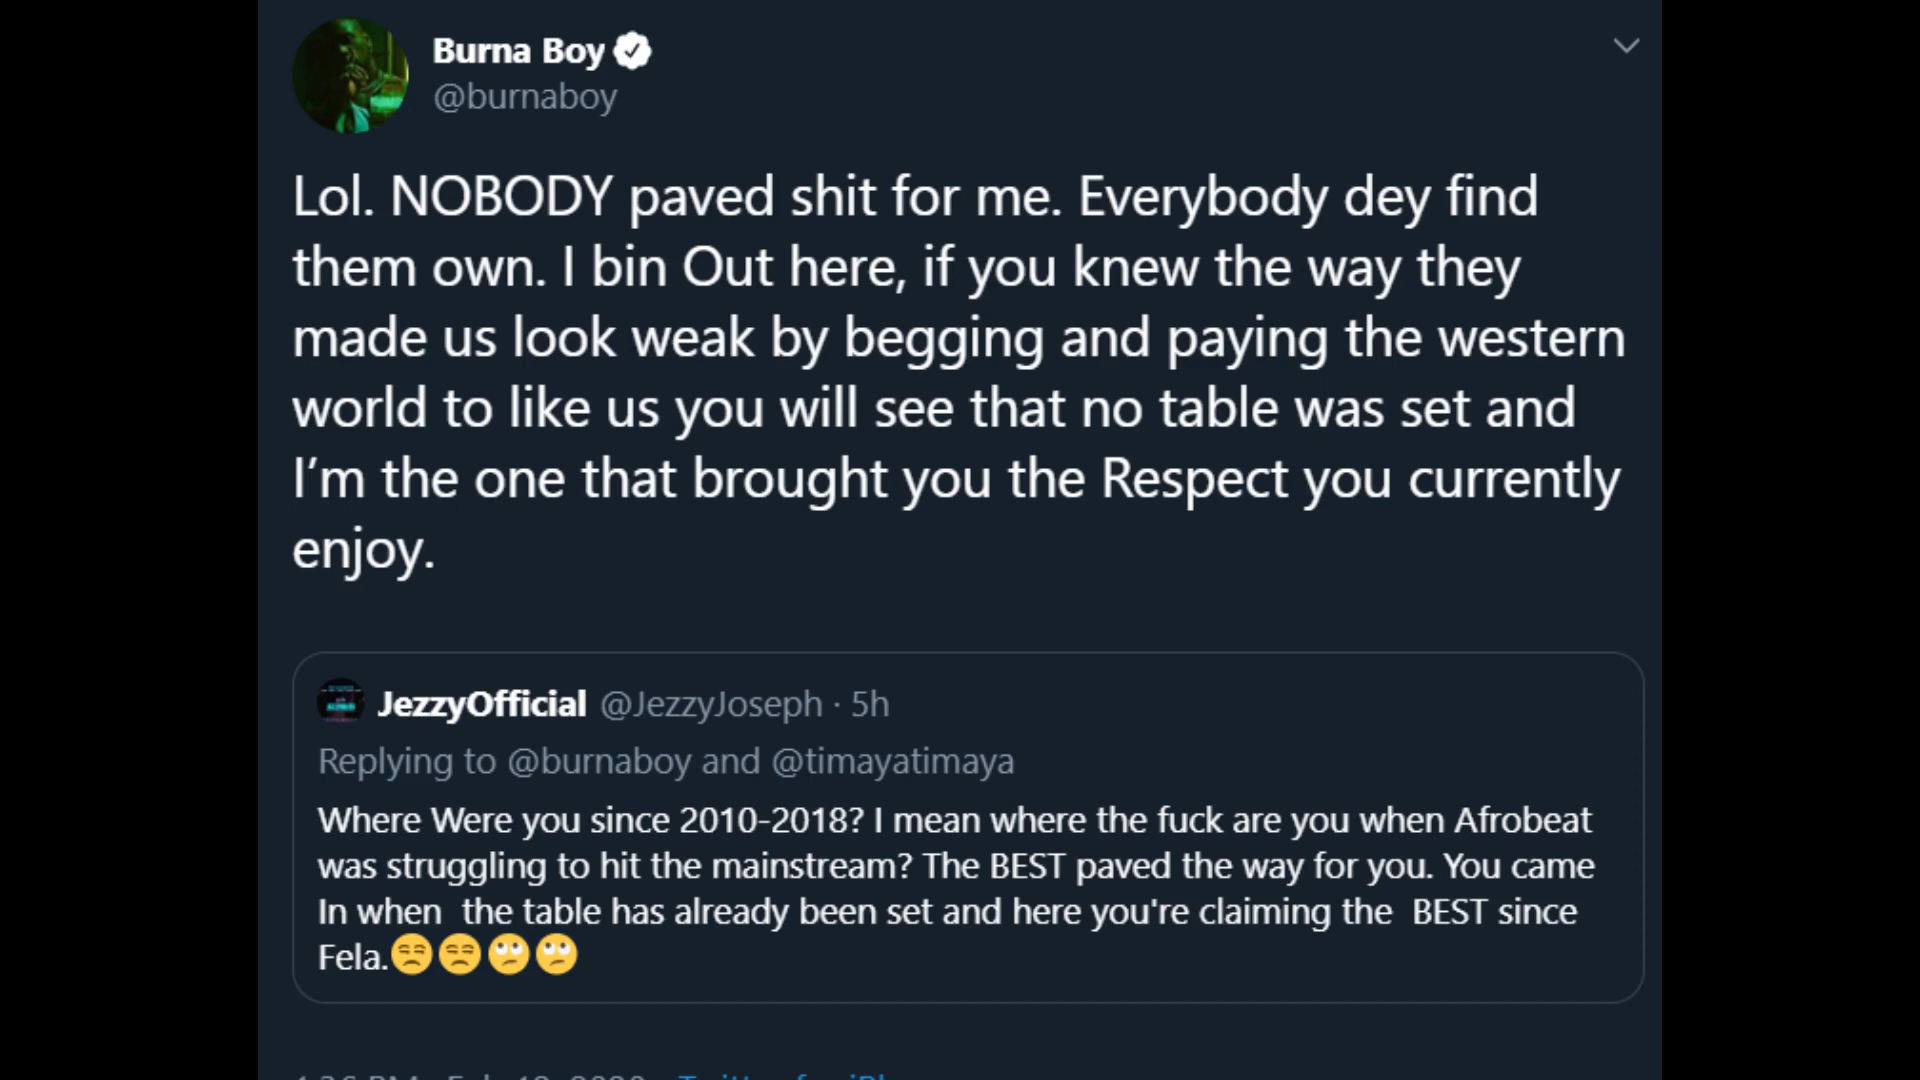 Burna Boy
@burnaboy
Lol. NOBODY paved shit for me. Everybody dey find
them own. I bin Out here, if you knew the way they
made us look weak by begging and paying the western
world to like us you will see that no table was set and
I’m the one that brought you the Respect you currently
enjoy.
JezzyOfficial @JezzyJoseph · 5h
Replying to @burnaboy and @timayatimaya
Where Were you since 2010-2018? I mean where the fuck are you when Afrobeat
was struggling to hit the mainstream? The BEST paved the way for you. You came
In when  the table has already been set and here you're claiming the  BEST since
Fela.😒😒🙄🙄